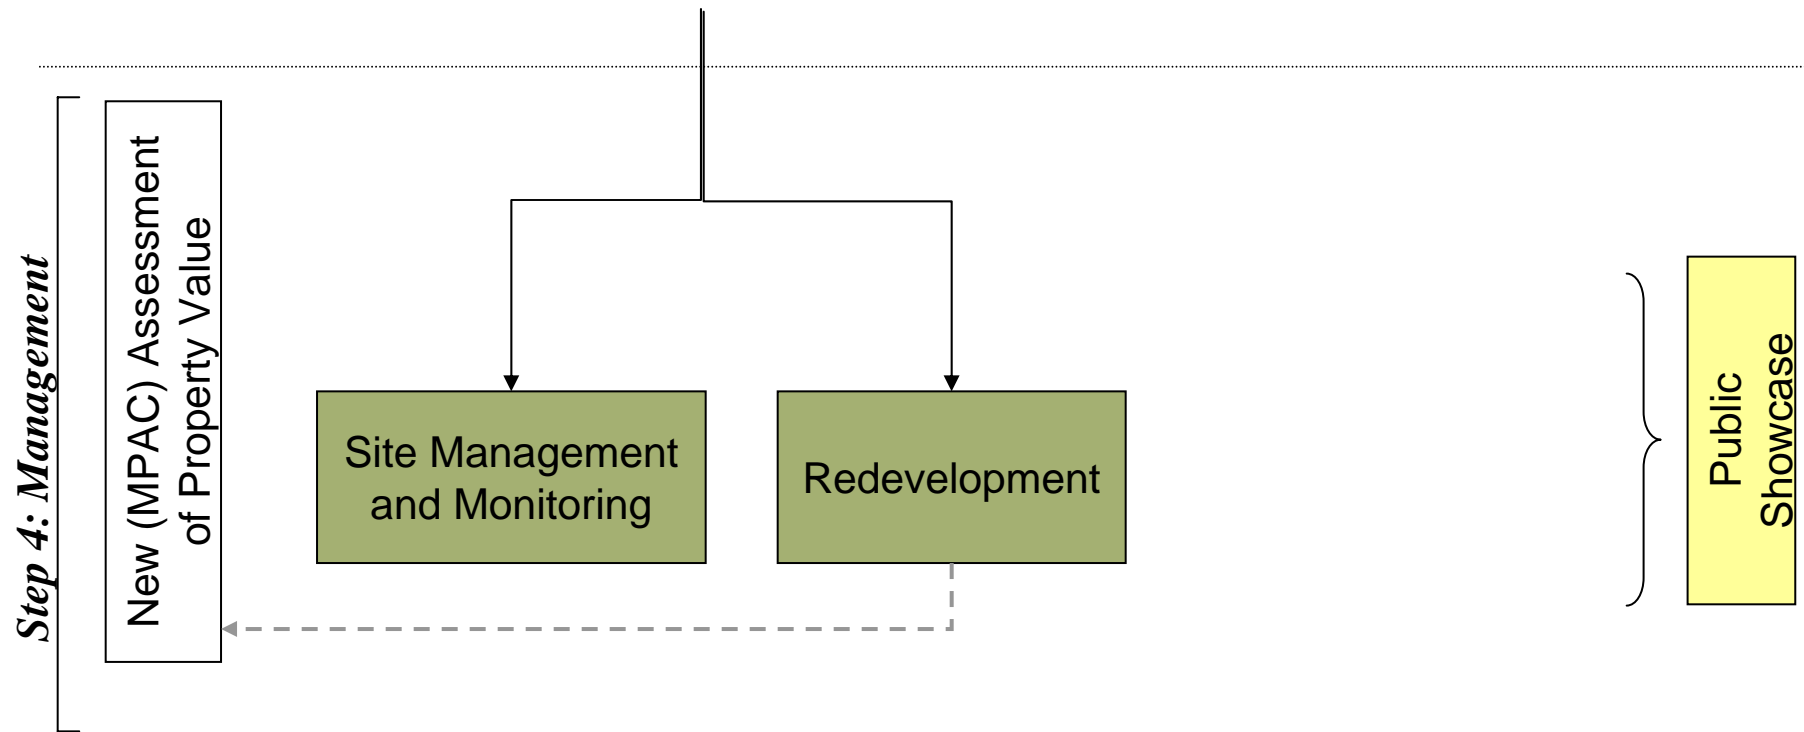 Step 4: Management
New (MPAC) Assessment
of Property Value
Site Management
and Monitoring
Redevelopment
Public
Showcase